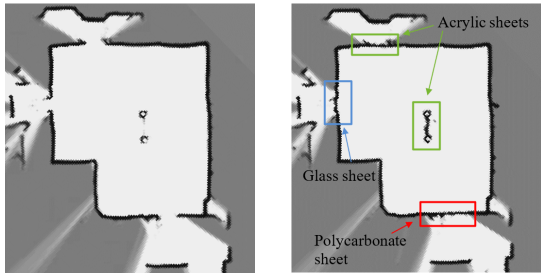 Acrylic sheets
Glass sheet
Polycarbonate
sheet